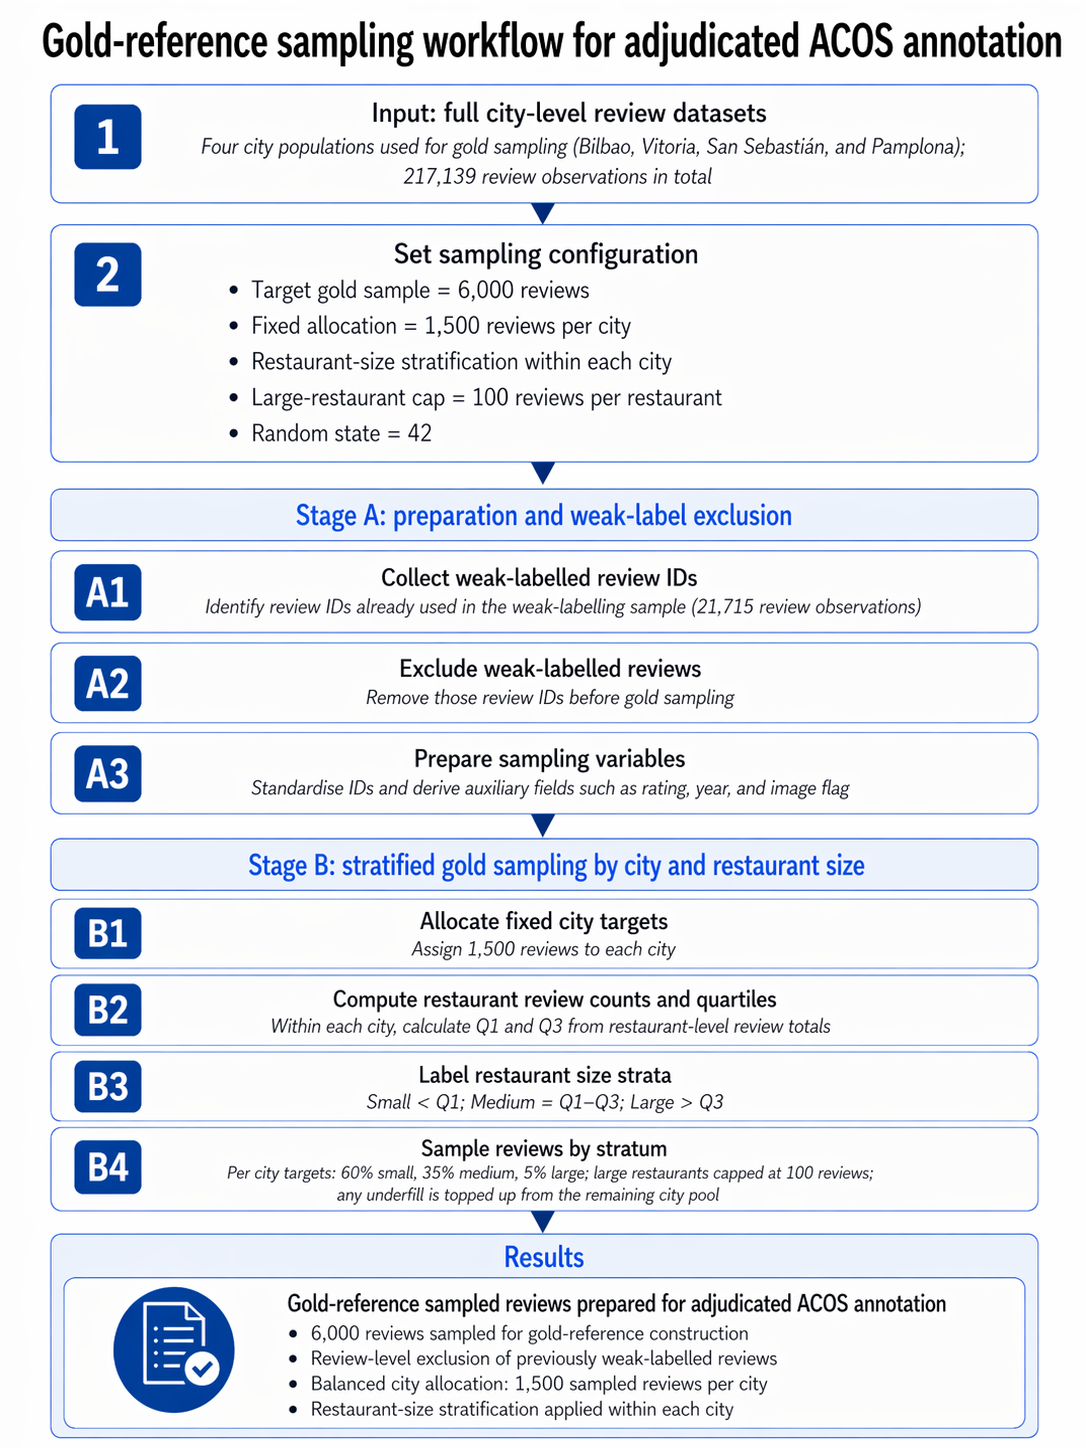 Gold-reference sampling workflow for adjudicated ACOS annotation
1
Input: full city-level review datasets
Four city populations used for gold sampling (Bilbao, Vitoria, San Sebastián, and Pamplona);
217,139 review observations in total
2
Set sampling configuration
• Target gold sample = 6,000 reviews
• Fixed allocation = 1,500 reviews per city
• Restaurant-size stratification within each city
• Large-restaurant cap = 100 reviews per restaurant
• Random state = 42
Stage A: preparation and weak-label exclusion
A1
Collect weak-labelled review IDs
Identify review IDs already used in the weak-labelling sample (21,715 review observations)
A2
Exclude weak-labelled reviews
Remove those review IDs before gold sampling
A3
Prepare sampling variables
Standardise IDs and derive auxiliary fields such as rating, year, and image flag
Stage B: stratified gold sampling by city and restaurant size
B1
Allocate fixed city targets
Assign 1,500 reviews to each city
B2
Compute restaurant review counts and quartiles
Within each city, calculate Q1 and Q3 from restaurant-level review totals
B3
Label restaurant size strata
Small < Q1; Medium = Q1–Q3; Large > Q3
B4
Sample reviews by stratum
Per city targets: 60% small, 35% medium, 5% large; large restaurants capped at 100 reviews;
any underfill is topped up from the remaining city pool
Results
Gold-reference sampled reviews prepared for adjudicated ACOS annotation
• 6,000 reviews sampled for gold-reference construction
• Review-level exclusion of previously weak-labelled reviews
• Balanced city allocation: 1,500 sampled reviews per city
• Restaurant-size stratification applied within each city